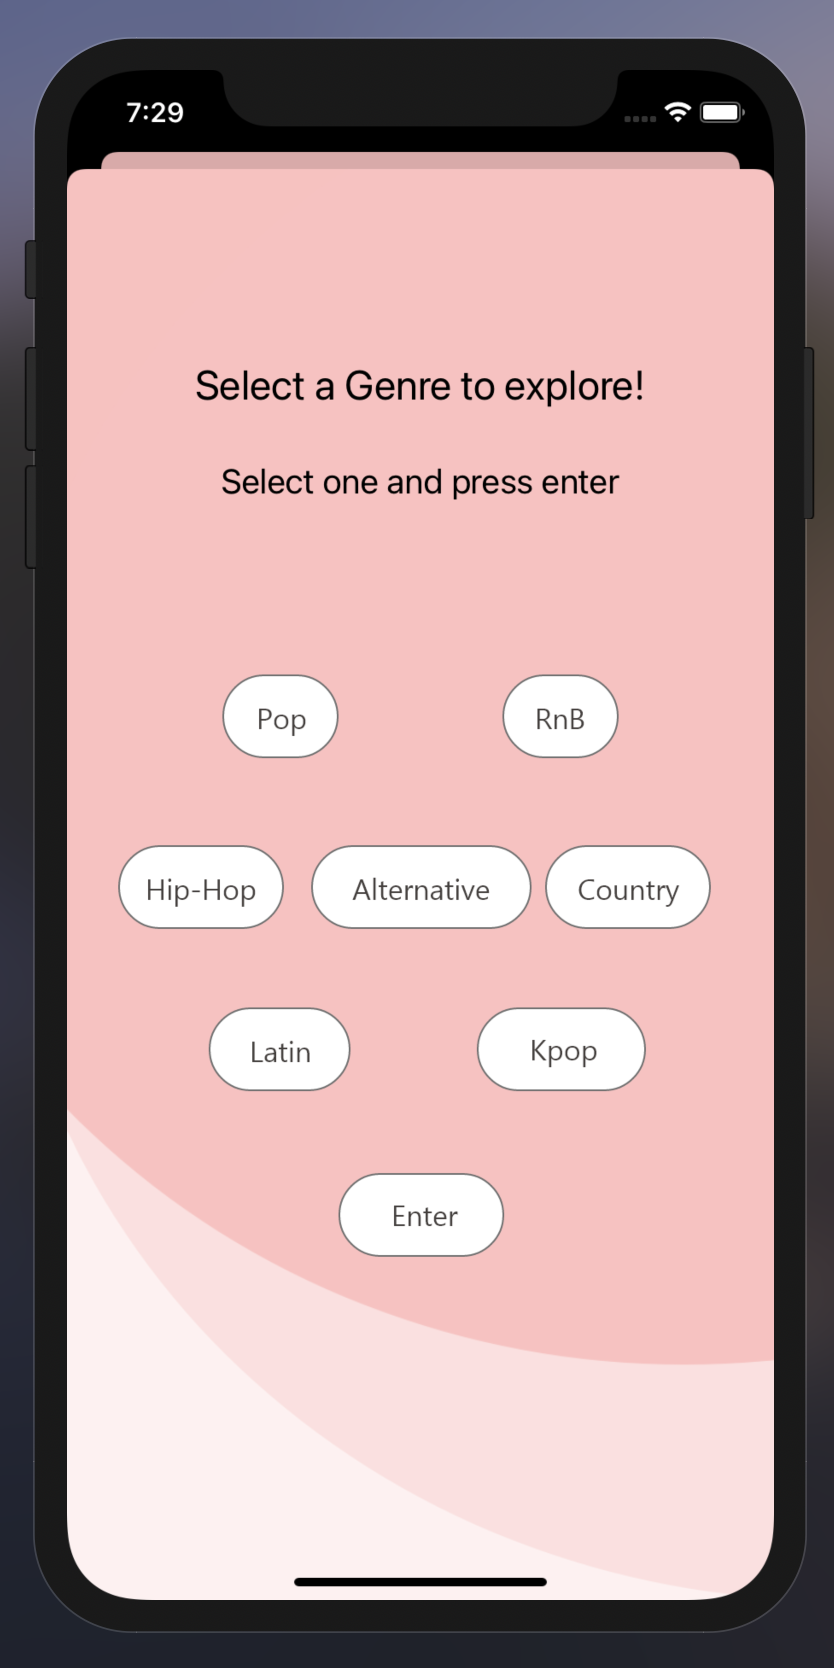 7:29
Select a Genre to explore!
Select one and press enter
Pop RnB
Hip-Hop Alternative Country
Latin Kpop
Enter